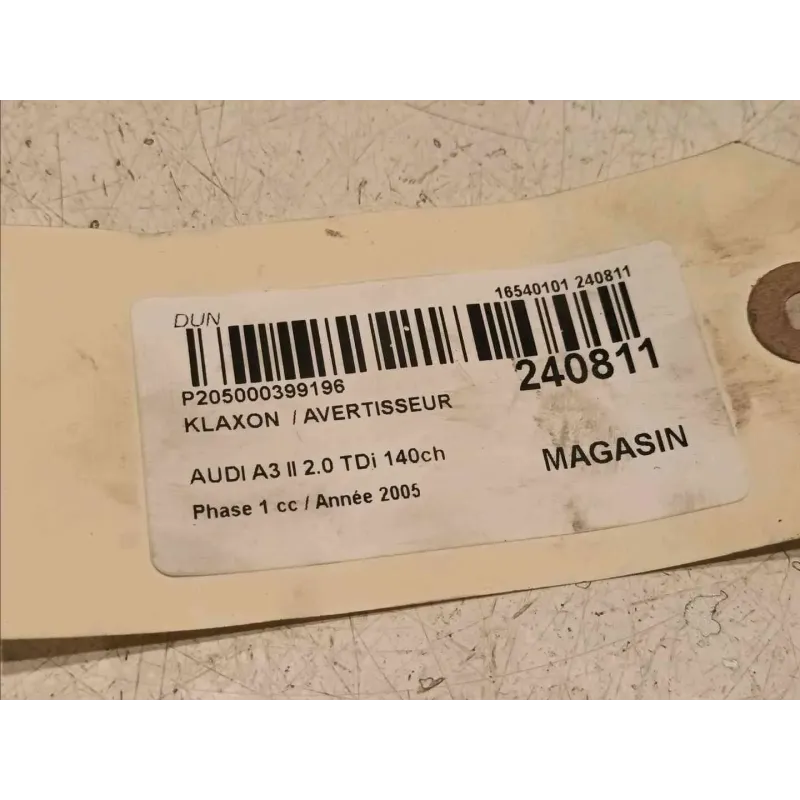 DUN
16540101 240811
P205000399196
240811
KLAXON / AVERTISSEUR
AUDI A3 II 2.0 TDi 140ch
MAGASIN
Phase 1 cc / Année 2005